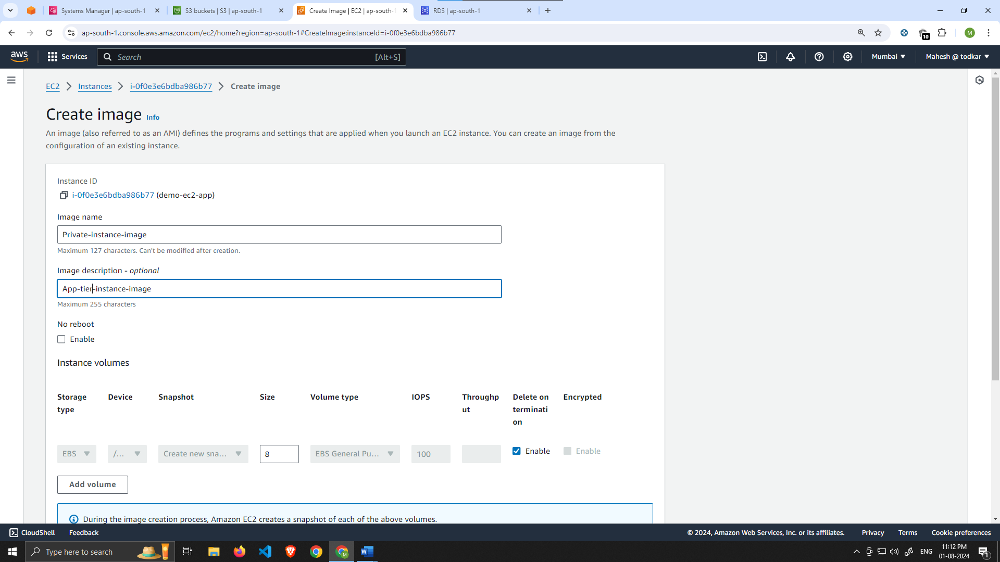 Systems Manager | ap-south-1
S3 buckets | S3 | ap-south-1
Create Image | EC2 | ap-south-1
RDS | ap-south-1
ap-south-1.console.aws.amazon.com/ec2/home?region=ap-south-1#CreateImage:instanceId=i-0f0e3e6bdba986b77
10
M
aws
Services
Search
[Alt+S]
Mumbai
Mahesh @ todkar
EC2
Instances
i-0f0e3e6bdba986b77
Create image
Create image Info
An image (also referred to as an AMI) defines the programs and settings that are applied when you launch an EC2 instance. You can create an image from the
configuration of an existing instance.
Instance ID
i-0f0e3e6bdba986b77 (demo-ec2-app)
Image name
Private-instance-image
Maximum 127 characters. Can't be modified after creation.
Image description - optional
App-tier-instance-image
Maximum 255 characters
No reboot
Enable
Instance volumes
Storage type
Device
Snapshot
Size
Volume type
IOPS
Throughp
ut
Delete on
terminati
on
Encrypted
EBS
/...
Create new sna...
8
EBS General Pu...
100
Enable
Enable
Add volume
During the image creation process, Amazon EC2 creates a snapshot of each of the above volumes.
CloudShell
Feedback
© 2024, Amazon Web Services, Inc. or its affiliates.
Privacy
Terms
Cookie preferences
Type here to search
M
W
ENG
11:12 PM
01-08-2024
1